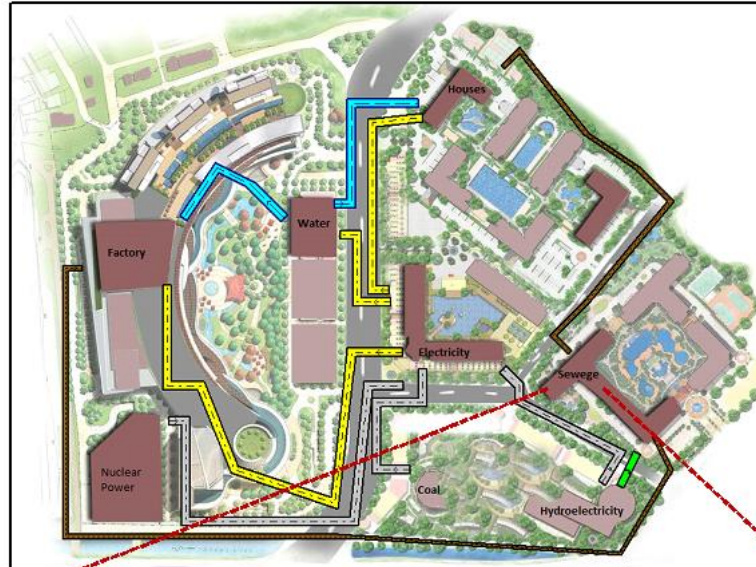 Houses
Water
Factory
Electricity
Sewege
Nuclear
Power
Coal
Hydroelectricity